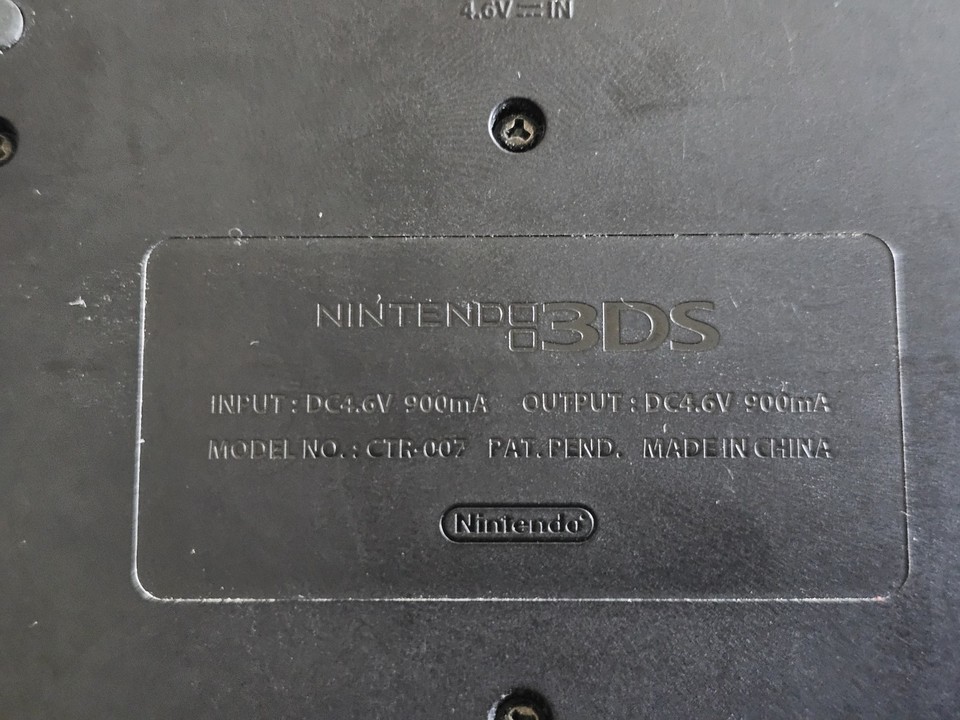 4.6V ⎓ IN
NINTENDO 3DS
INPUT : DC4.6V 900mA OUTPUT : DC4.6V 900mA
MODEL NO. : CTR-007 PAT. PEND. MADE IN CHINA
Nintendo®